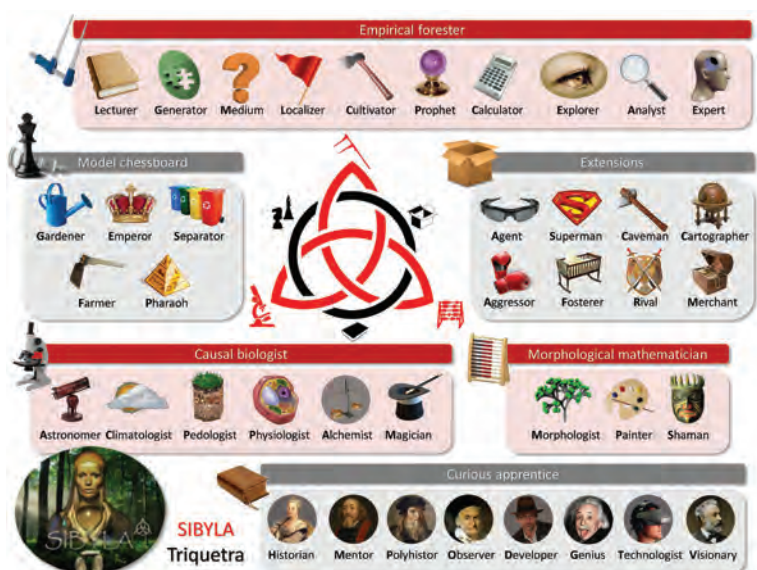 Empirical forester
Lecturer Generator Medium Localizer Cultivator Prophet Calculator Explorer Analyst Expert
Model chessboard
Gardener Emperor Separator
Farmer Pharaoh
Extensions
Agent Superman Caveman Cartographer
Aggressor Fosterer Rival Merchant
Causal biologist
Astronomer Climatologist Pedologist Physiologist Alchemist Magician
Morphological mathematician
Morphologist Painter Shaman
SIBYLA
SIBYLA
Triquetra
Curious apprentice
Historian Mentor Polyhistor Observer Developer Genius Technologist Visionary